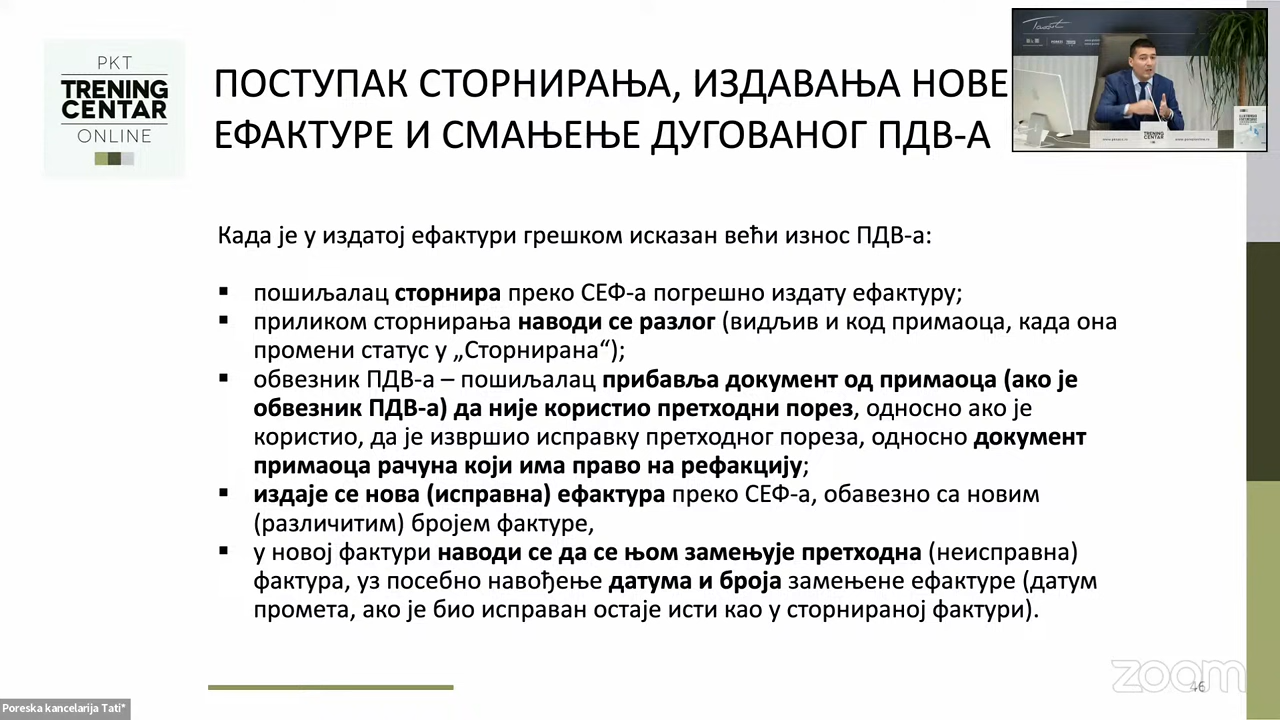 PKT
TRENING
CENTAR
ONLINE
ПОСТУПАК СТОРНИРАЊА, ИЗДАВАЊА НОВЕ
ЕФАКТУРЕ И СМАЊЕЊЕ ДУГОВАНОГ ПДВ-А
Када је у издатој ефактури грешком исказан већи износ ПДВ-а:
▪ пошиљалац сторнира преко СЕФ-а погрешно издату ефактуру;
▪ приликом сторнирања наводи се разлог (видљив и код примаоца, када она
промени статус у „Сторнирана“);
▪ обвезник ПДВ-а – пошиљалац прибавља документ од примаоца (ако је
обвезник ПДВ-а) да није користио претходни порез, односно ако је
користио, да је извршио исправку претходног пореза, односно документ
примаоца рачуна који има право на рефакцију;
▪ издаје се нова (исправна) ефактура преко СЕФ-а, обавезно са новим
(различитим) бројем фактуре,
▪ у новој фактури наводи се да се њом замењује претходна (неисправна)
фактура, уз посебно навођење датума и броја замењене ефактуре (датум
промета, ако је био исправан остаје исти као у сторнираној фактури).
TRENING
CENTAR
zoom
46
Poreska kancelarija Tati*